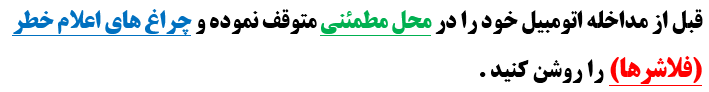 قبل از مداخله اتومبیل خود را در محل مطمئنی متوقف نموده و چراغ های اعلام خطر
(فلاشرها) را روشن کنید .